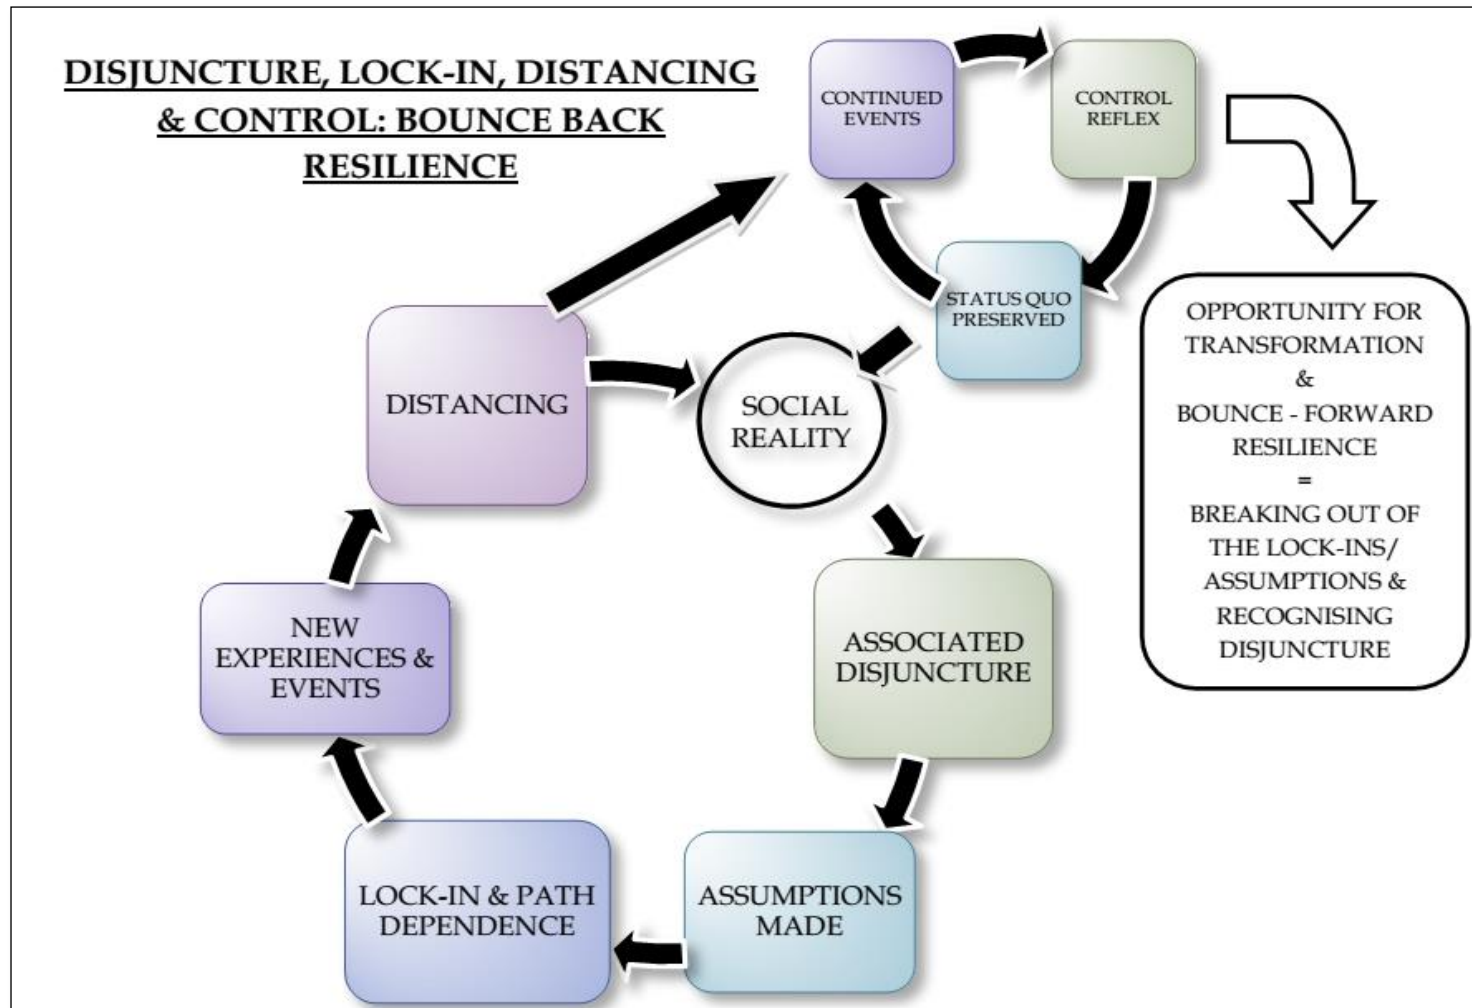 DISJUNCTURE, LOCK-IN, DISTANCING
& CONTROL: BOUNCE BACK
RESILIENCE
CONTINUED
EVENTS
CONTROL
REFLEX
STATUS QUO
PRESERVED
OPPORTUNITY FOR
TRANSFORMATION
&
BOUNCE - FORWARD
RESILIENCE
=
BREAKING OUT OF
THE LOCK-INS/
ASSUMPTIONS &
RECOGNISING
DISJUNCTURE
DISTANCING
SOCIAL
REALITY
ASSOCIATED
DISJUNCTURE
ASSUMPTIONS
MADE
LOCK-IN & PATH
DEPENDENCE
NEW
EXPERIENCES &
EVENTS